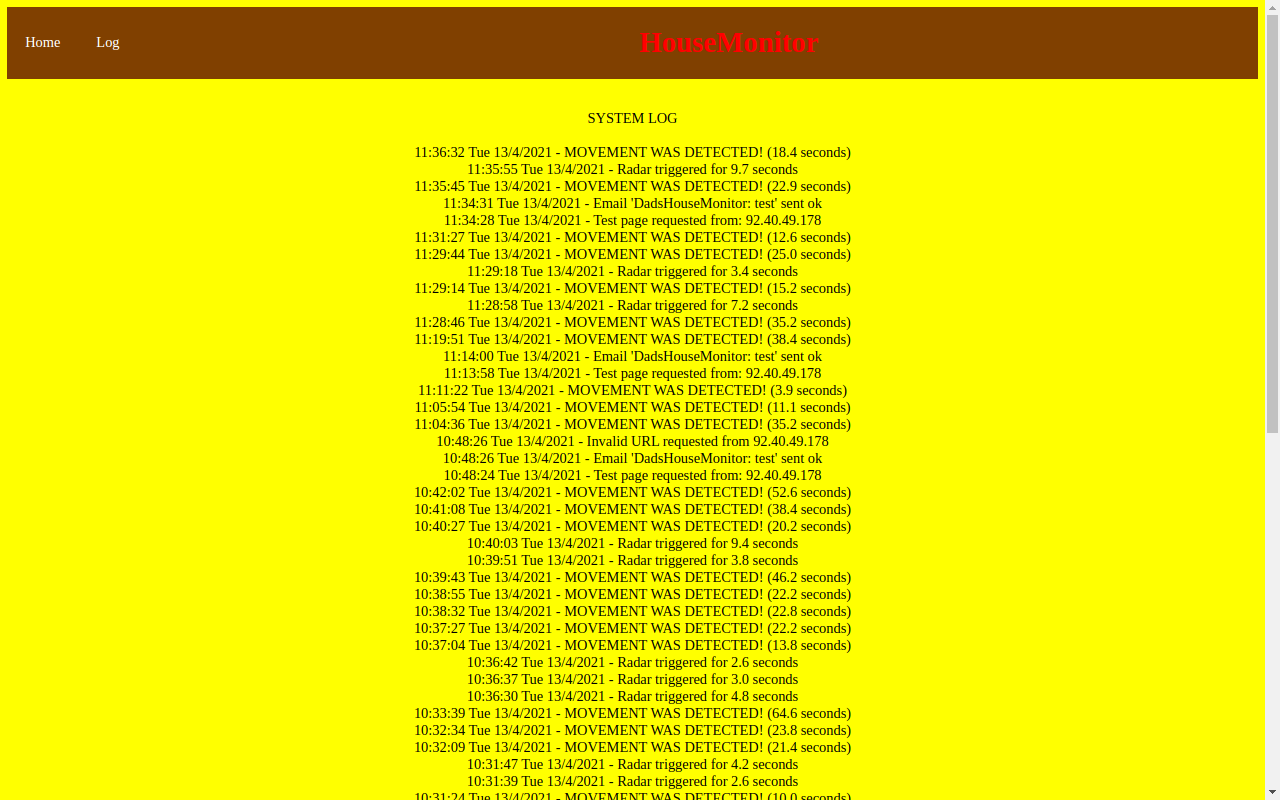 Home Log HouseMonitor
SYSTEM LOG
11:36:32 Tue 13/4/2021 - MOVEMENT WAS DETECTED! (18.4 seconds)
11:35:55 Tue 13/4/2021 - Radar triggered for 9.7 seconds
11:35:45 Tue 13/4/2021 - MOVEMENT WAS DETECTED! (22.9 seconds)
11:34:31 Tue 13/4/2021 - Email 'DadsHouseMonitor: test' sent ok
11:34:28 Tue 13/4/2021 - Test page requested from: 92.40.49.178
11:31:27 Tue 13/4/2021 - MOVEMENT WAS DETECTED! (12.6 seconds)
11:29:44 Tue 13/4/2021 - MOVEMENT WAS DETECTED! (25.0 seconds)
11:29:18 Tue 13/4/2021 - Radar triggered for 3.4 seconds
11:29:14 Tue 13/4/2021 - MOVEMENT WAS DETECTED! (15.2 seconds)
11:28:58 Tue 13/4/2021 - Radar triggered for 7.2 seconds
11:28:46 Tue 13/4/2021 - MOVEMENT WAS DETECTED! (35.2 seconds)
11:19:51 Tue 13/4/2021 - MOVEMENT WAS DETECTED! (38.4 seconds)
11:14:00 Tue 13/4/2021 - Email 'DadsHouseMonitor: test' sent ok
11:13:58 Tue 13/4/2021 - Test page requested from: 92.40.49.178
11:11:22 Tue 13/4/2021 - MOVEMENT WAS DETECTED! (3.9 seconds)
11:05:54 Tue 13/4/2021 - MOVEMENT WAS DETECTED! (11.1 seconds)
11:04:36 Tue 13/4/2021 - MOVEMENT WAS DETECTED! (35.2 seconds)
10:48:26 Tue 13/4/2021 - Invalid URL requested from 92.40.49.178
10:48:26 Tue 13/4/2021 - Email 'DadsHouseMonitor: test' sent ok
10:48:24 Tue 13/4/2021 - Test page requested from: 92.40.49.178
10:42:02 Tue 13/4/2021 - MOVEMENT WAS DETECTED! (52.6 seconds)
10:41:08 Tue 13/4/2021 - MOVEMENT WAS DETECTED! (38.4 seconds)
10:40:27 Tue 13/4/2021 - MOVEMENT WAS DETECTED! (20.2 seconds)
10:40:03 Tue 13/4/2021 - Radar triggered for 9.4 seconds
10:39:51 Tue 13/4/2021 - Radar triggered for 3.8 seconds
10:39:43 Tue 13/4/2021 - MOVEMENT WAS DETECTED! (46.2 seconds)
10:38:55 Tue 13/4/2021 - MOVEMENT WAS DETECTED! (22.2 seconds)
10:38:32 Tue 13/4/2021 - MOVEMENT WAS DETECTED! (22.8 seconds)
10:37:27 Tue 13/4/2021 - MOVEMENT WAS DETECTED! (22.2 seconds)
10:37:04 Tue 13/4/2021 - MOVEMENT WAS DETECTED! (13.8 seconds)
10:36:42 Tue 13/4/2021 - Radar triggered for 2.6 seconds
10:36:37 Tue 13/4/2021 - Radar triggered for 3.0 seconds
10:36:30 Tue 13/4/2021 - Radar triggered for 4.8 seconds
10:33:39 Tue 13/4/2021 - MOVEMENT WAS DETECTED! (64.6 seconds)
10:32:34 Tue 13/4/2021 - MOVEMENT WAS DETECTED! (23.8 seconds)
10:32:09 Tue 13/4/2021 - MOVEMENT WAS DETECTED! (21.4 seconds)
10:31:47 Tue 13/4/2021 - Radar triggered for 4.2 seconds
10:31:39 Tue 13/4/2021 - Radar triggered for 2.6 seconds
10:31:24 Tue 13/4/2021 - MOVEMENT WAS DETECTED! (10.0 seconds)